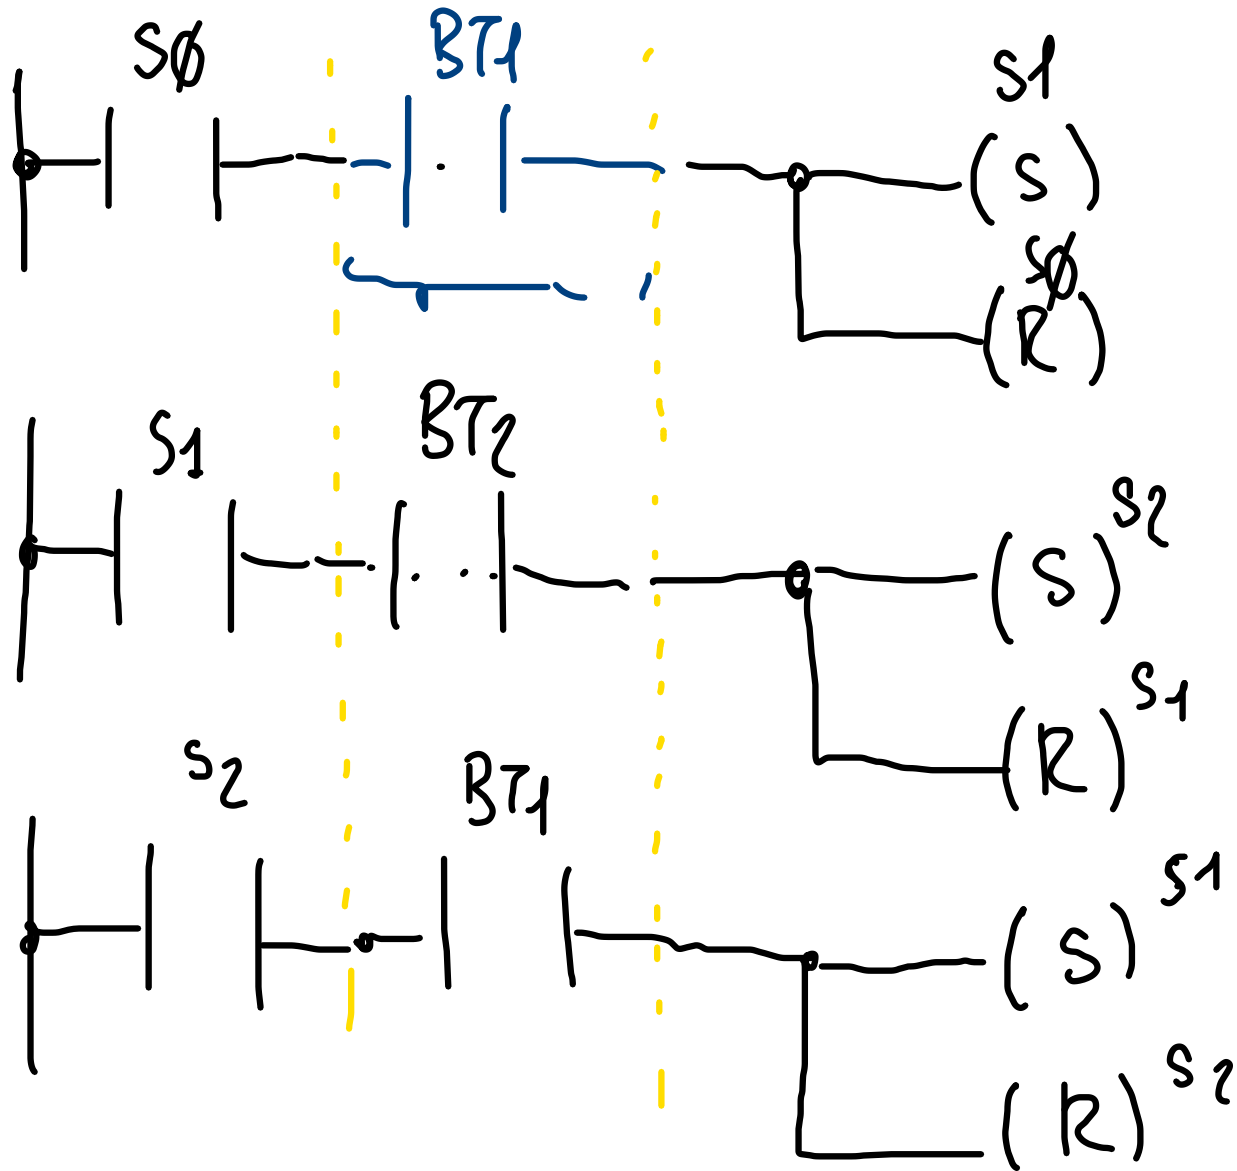 SØ BT1 S1
(S)
SØ
(R)
S1 BT2 S2
(S)
S1
(R)
S2 BT1 S1
(S)
S2
(R)